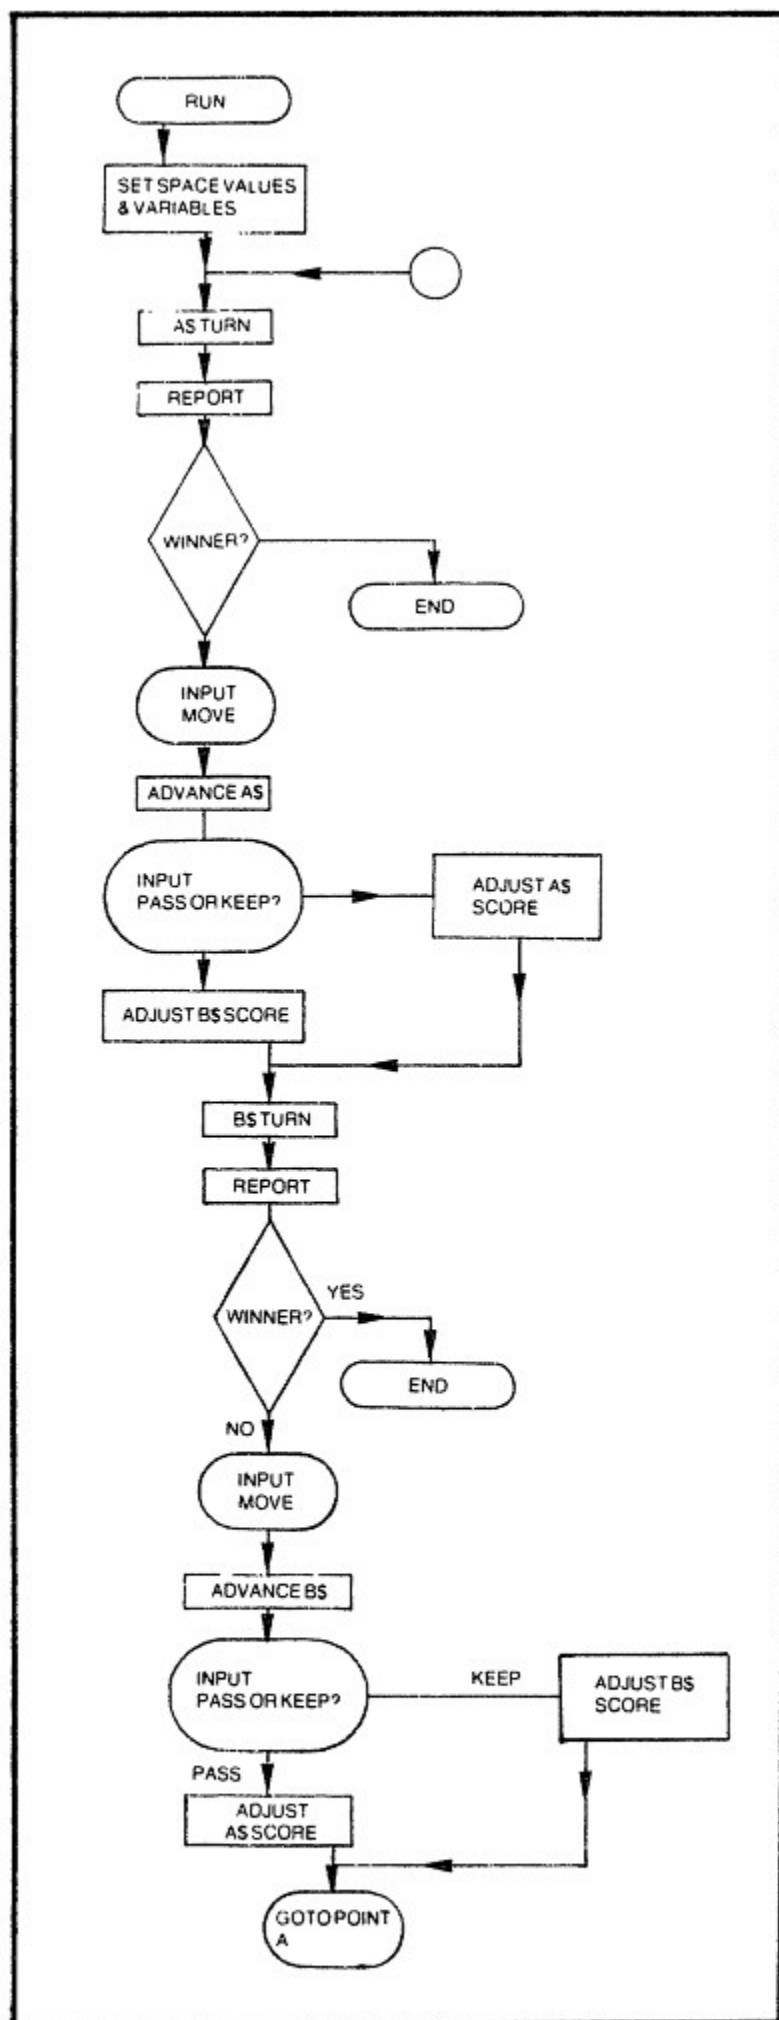 RUN
SET SPACE VALUES
& VARIABLES
A$ TURN
REPORT
WINNER?
END
INPUT
MOVE
ADVANCE A$
INPUT
PASS OR KEEP?
ADJUST A$
SCORE
ADJUST B$ SCORE
B$ TURN
REPORT
WINNER?
YES
END
NO
INPUT
MOVE
ADVANCE B$
INPUT
PASS OR KEEP?
KEEP
ADJUST B$
SCORE
PASS
ADJUST
A$ SCORE
GOTO POINT
A